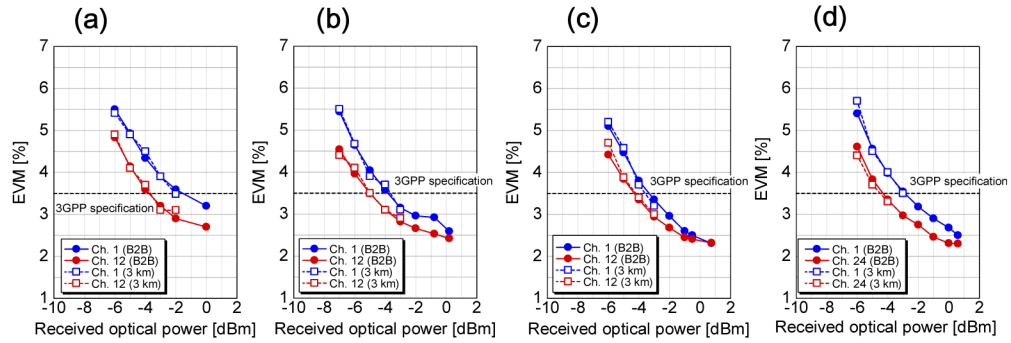 (a)
7
6
5
4
3
2
1
EVM [%]
3GPP specification
Ch. 1 (B2B)
Ch. 12 (B2B)
Ch. 1 (3 km)
Ch. 12 (3 km)
-10 -8 -6 -4 -2 0 2
Received optical power [dBm]
(b)
7
6
5
4
3
2
1
EVM [%]
3GPP specification
Ch. 1 (B2B)
Ch. 12 (B2B)
Ch. 1 (3 km)
Ch. 12 (3 km)
-10 -8 -6 -4 -2 0 2
Received optical power [dBm]
(c)
7
6
5
4
3
2
1
EVM [%]
3GPP specification
Ch. 1 (B2B)
Ch. 12 (B2B)
Ch. 1 (3 km)
Ch. 12 (3 km)
-10 -8 -6 -4 -2 0 2
Received optical power [dBm]
(d)
7
6
5
4
3
2
1
EVM [%]
3GPP specification
Ch. 1 (B2B)
Ch. 24 (B2B)
Ch. 1 (3 km)
Ch. 24 (3 km)
-10 -8 -6 -4 -2 0 2
Received optical power [dBm]